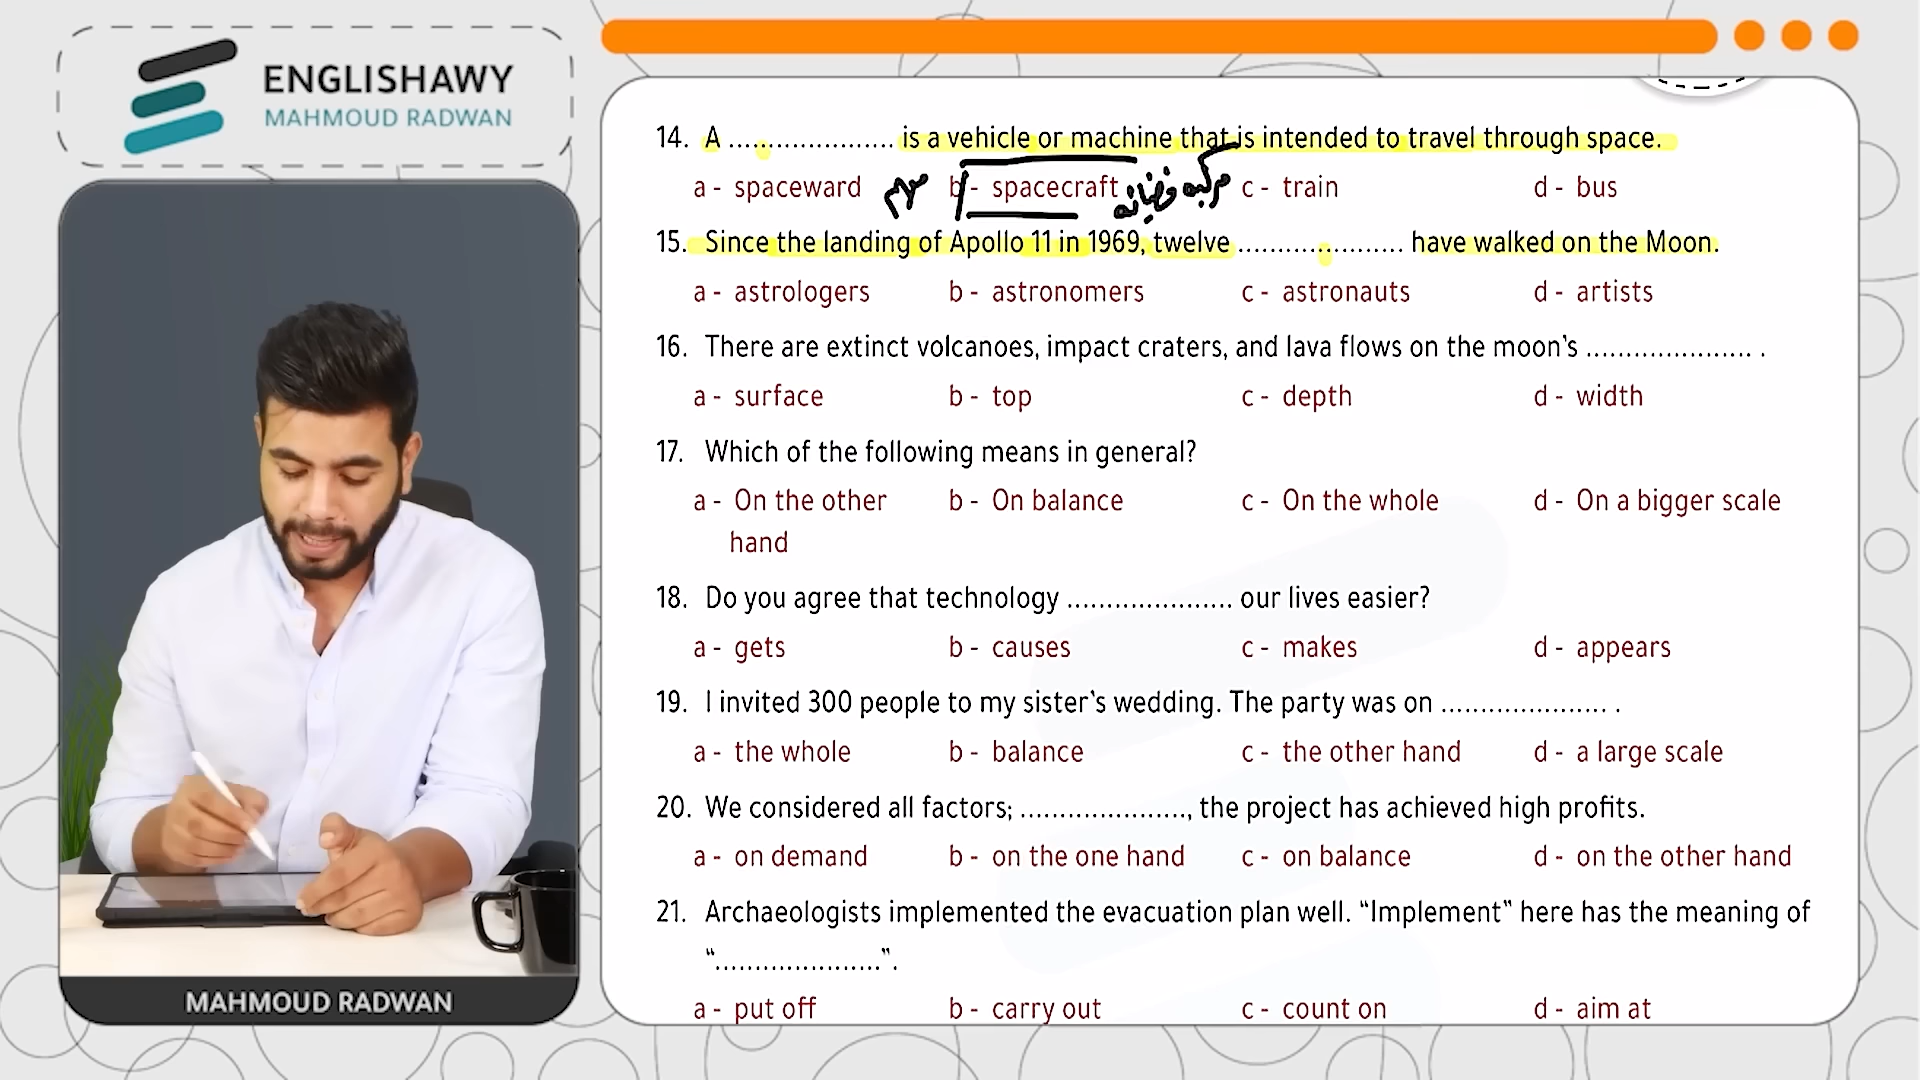 ENGLISHAWY
MAHMOUD RADWAN
14. A ..................... is a vehicle or machine that is intended to travel through space.
a - spaceward b - spacecraft مركبة فضائية c - train d - bus
15. Since the landing of Apollo 11 in 1969, twelve ..................... have walked on the Moon.
a - astrologers b - astronomers c - astronauts d - artists
16. There are extinct volcanoes, impact craters, and lava flows on the moon's ..................... .
a - surface b - top c - depth d - width
17. Which of the following means in general?
a - On the other hand b - On balance c - On the whole d - On a bigger scale
18. Do you agree that technology ..................... our lives easier?
a - gets b - causes c - makes d - appears
19. I invited 300 people to my sister's wedding. The party was on ..................... .
a - the whole b - balance c - the other hand d - a large scale
20. We considered all factors; ....................., the project has achieved high profits.
a - on demand b - on the one hand c - on balance d - on the other hand
21. Archaeologists implemented the evacuation plan well. “Implement” here has the meaning of
“.....................”.
a - put off b - carry out c - count on d - aim at
MAHMOUD RADWAN